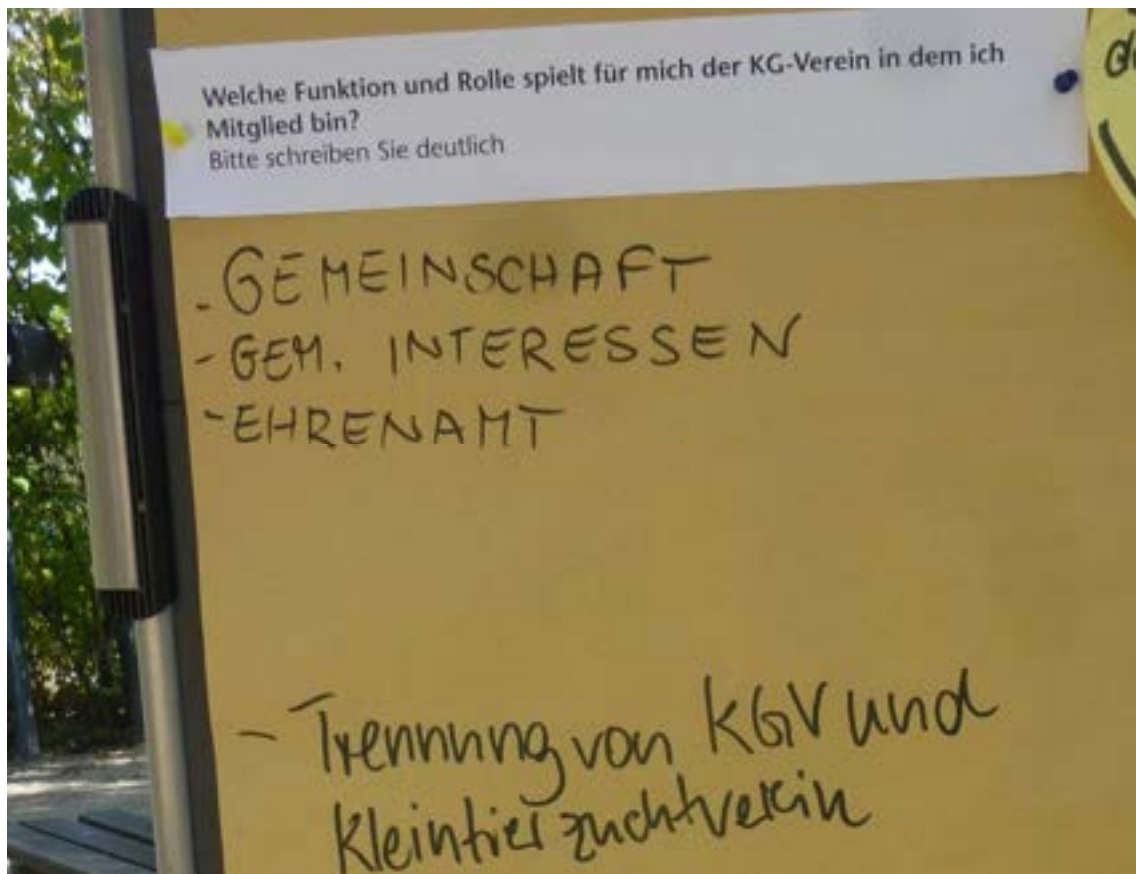 Welche Funktion und Rolle spielt für mich der KG-Verein in dem ich
Mitglied bin?
Bitte schreiben Sie deutlich
- GEMEINSCHAFT
- GEM. INTERESSEN
- EHRENAMT
- Trennung von KGV und
Kleintierzuchtverein